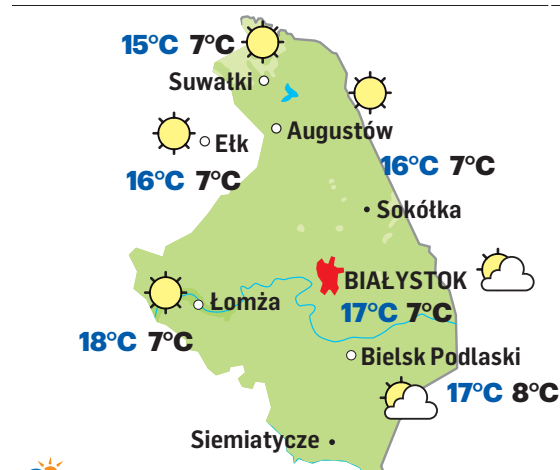 15°C 7°C
Suwałki
Augustów
Ełk
16°C 7°C
16°C 7°C
Sokółka
BIAŁYSTOK
17°C 7°C
Łomża
18°C 7°C
Bielsk Podlaski
17°C 8°C
Siemiatycze